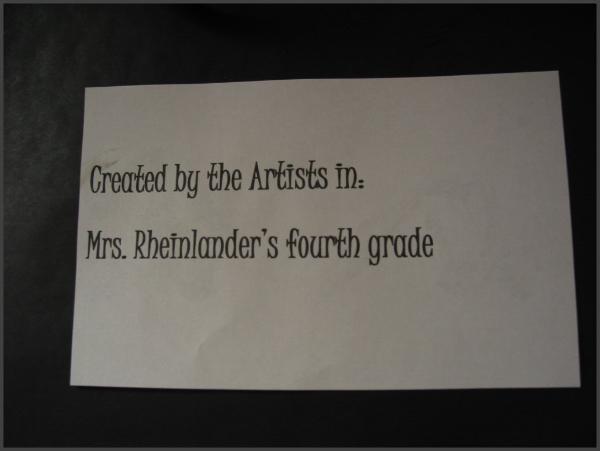 Created by the Artists in:
Mrs. Rheinlander's fourth grade